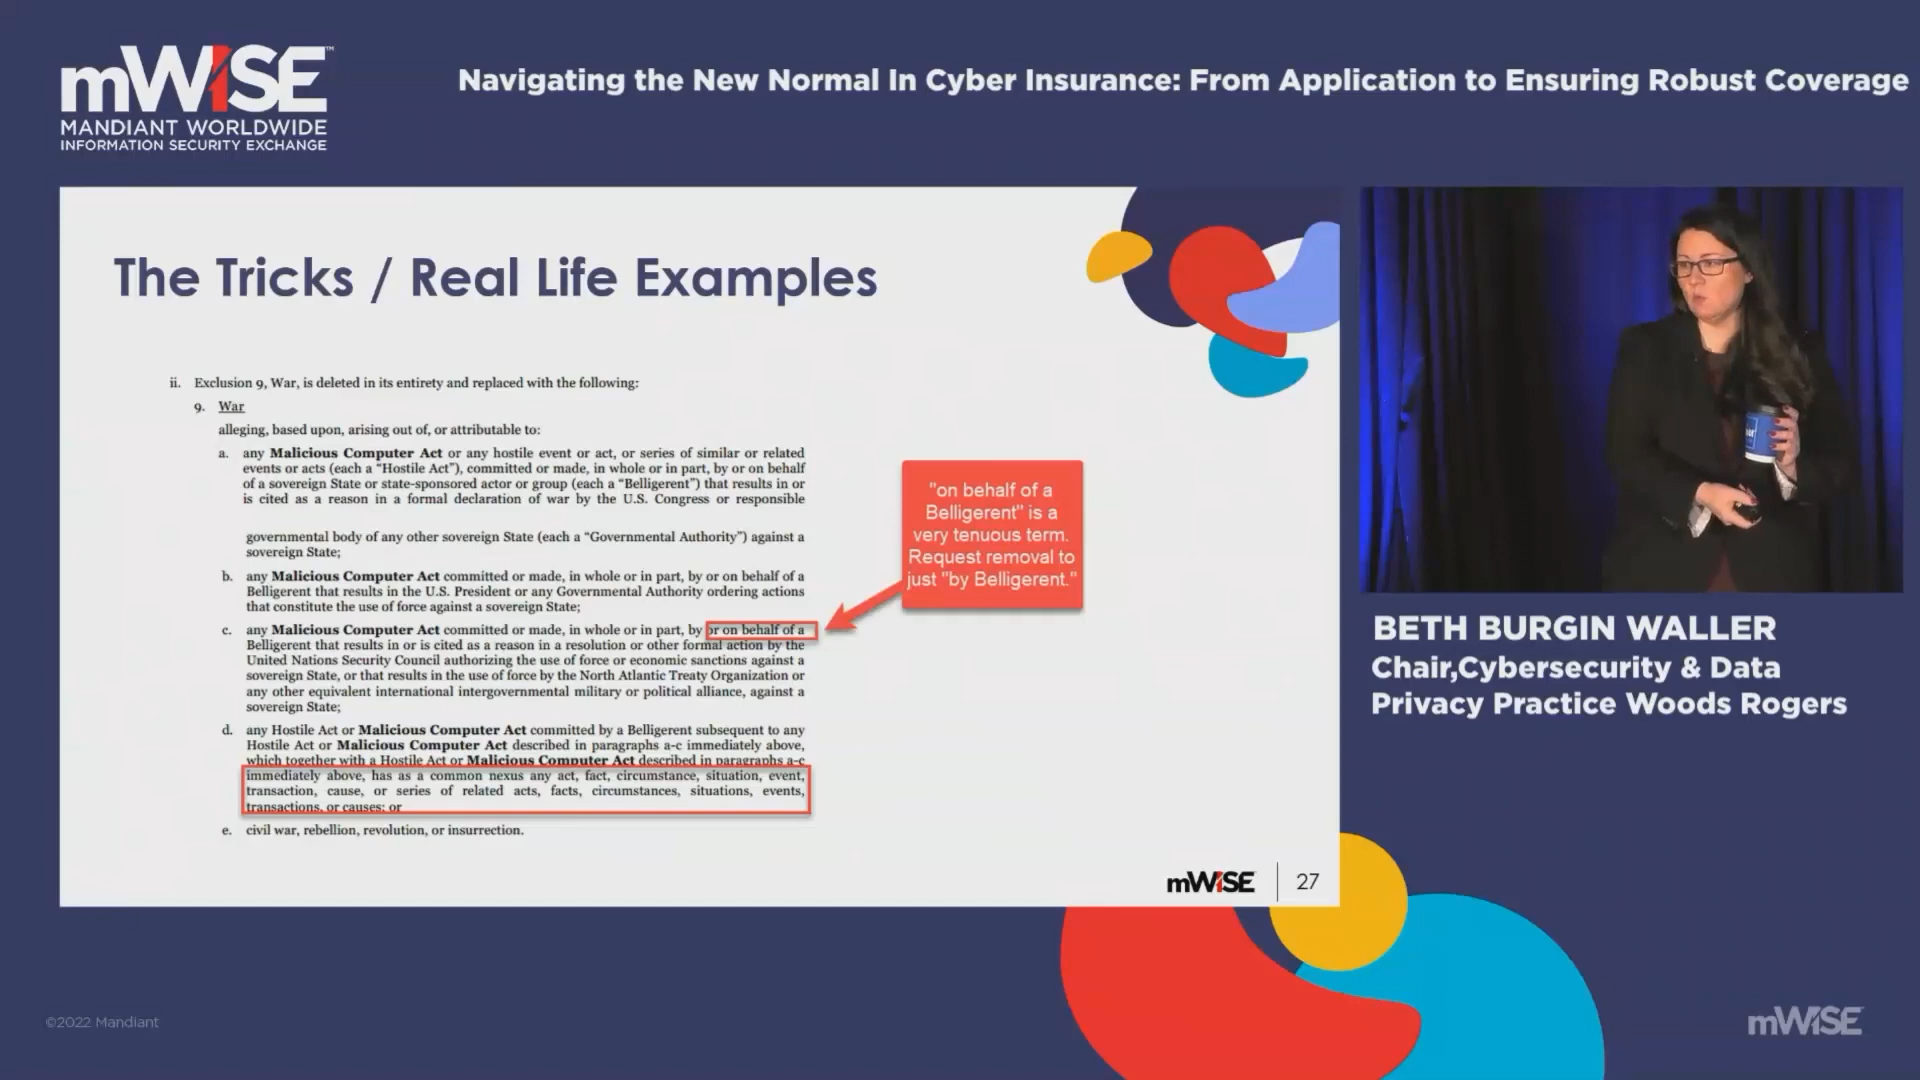 mWISE™
MANDIANT WORLDWIDE
INFORMATION SECURITY EXCHANGE
Navigating the New Normal In Cyber Insurance: From Application to Ensuring Robust Coverage
The Tricks / Real Life Examples
ii. Exclusion 9, War, is deleted in its entirety and replaced with the following:
9. War
alleging, based upon, arising out of, or attributable to:
a. any Malicious Computer Act or any hostile event or act, or series of similar or related
events or acts (each a “Hostile Act”), committed or made, in whole or in part, by or on behalf
of a sovereign State or state-sponsored actor or group (each a “Belligerent”) that results in or
is cited as a reason in a formal declaration of war by the U.S. Congress or responsible
governmental body of any other sovereign State (each a “Governmental Authority”) against a
sovereign State;
b. any Malicious Computer Act committed or made, in whole or in part, by or on behalf of a
Belligerent that results in the U.S. President or any Governmental Authority ordering actions
that constitute the use of force against a sovereign State;
c. any Malicious Computer Act committed or made, in whole or in part, by or on behalf of a
Belligerent that results in or is cited as a reason in a resolution or other formal action by the
United Nations Security Council authorizing the use of force or economic sanctions against a
sovereign State, or that results in the use of force by the North Atlantic Treaty Organization or
any other equivalent international intergovernmental military or political alliance, against a
sovereign State;
d. any Hostile Act or Malicious Computer Act committed by a Belligerent subsequent to any
Hostile Act or Malicious Computer Act described in paragraphs a-c immediately above,
which together with a Hostile Act or Malicious Computer Act described in paragraphs a-c
immediately above, has as a common nexus any act, fact, circumstance, situation, event,
transaction, cause, or series of related acts, facts, circumstances, situations, events,
transactions, or causes; or
e. civil war, rebellion, revolution, or insurrection.
"on behalf of a
Belligerent" is a
very tenuous term.
Request removal to
just "by Belligerent."
mWISE 27
BETH BURGIN WALLER
Chair,Cybersecurity & Data
Privacy Practice Woods Rogers
©2022 Mandiant
mWISE